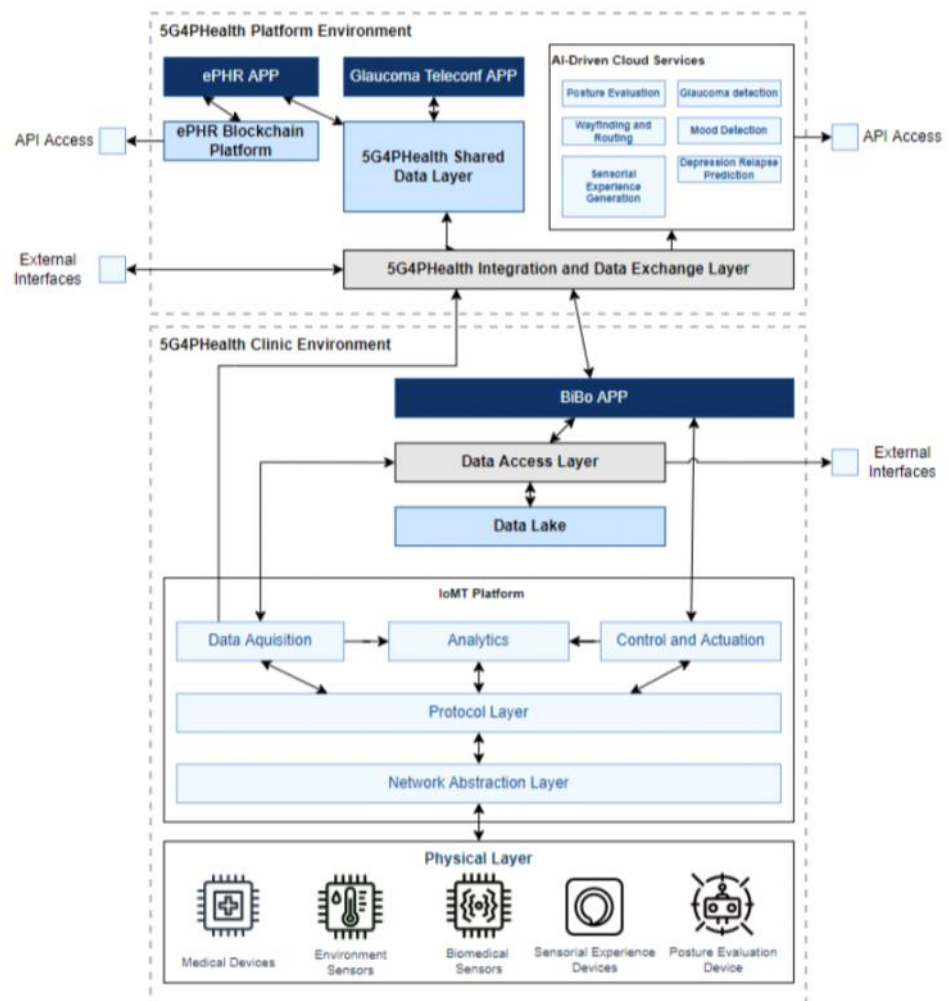 5G4PHealth Platform Environment
ePHR APP
Glaucoma Teleconf APP
AI-Driven Cloud Services
Posture Evaluation
Glaucoma detection
API Access
ePHR Blockchain
Platform
5G4PHealth Shared
Data Layer
Wayfinding and
Routing
Mood Detection
API Access
Sensorial
Experience
Generation
Depression Relapse
Prediction
External
Interfaces
5G4PHealth Integration and Data Exchange Layer
5G4PHealth Clinic Environment
BiBo APP
Data Access Layer
External
Interfaces
Data Lake
IoMT Platform
Data Aquisition
Analytics
Control and Actuation
Protocol Layer
Network Abstraction Layer
Physical Layer
Medical Devices
Environment
Sensors
Biomedical
Sensors
Sensorial Experience
Devices
Posture Evaluation
Device